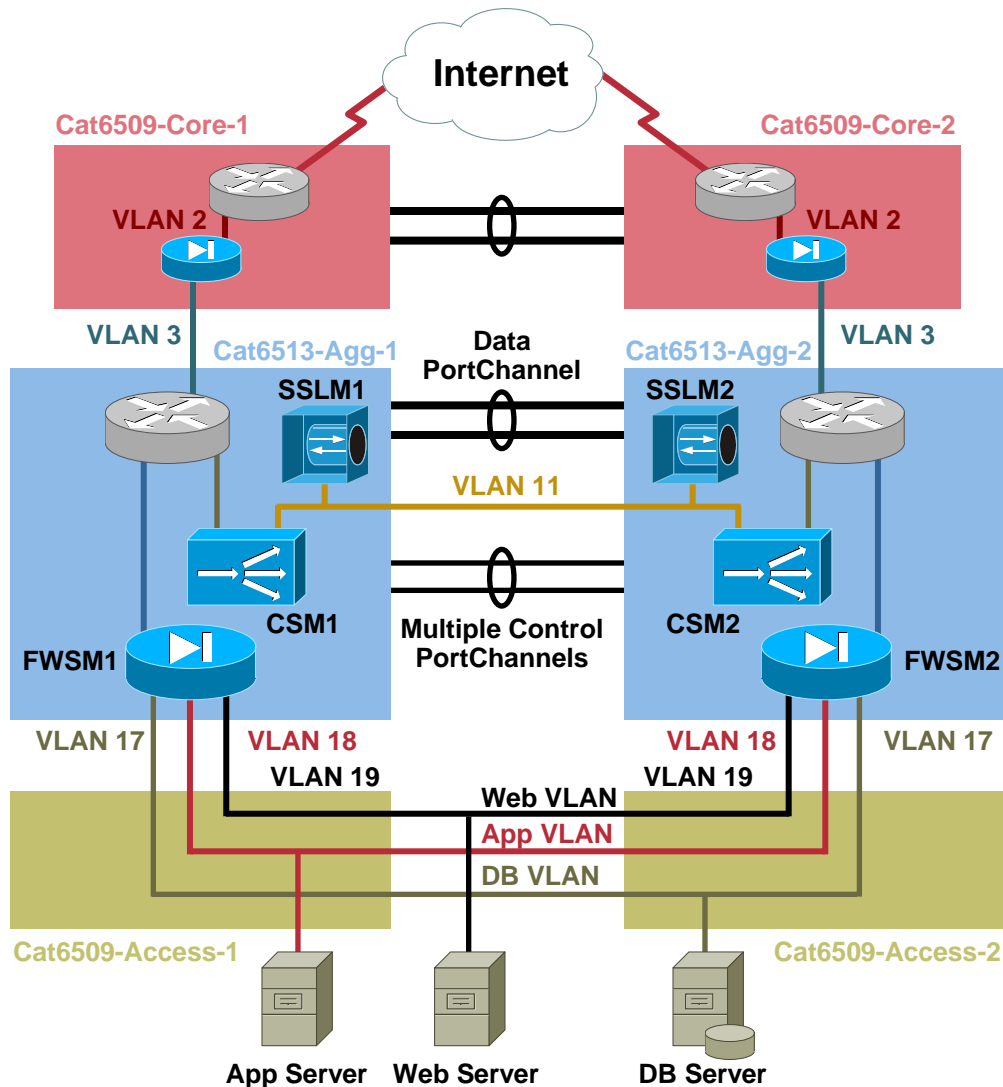 Internet
Cat6509-Core-1
Cat6509-Core-2
VLAN 2
VLAN 2
VLAN 3
VLAN 3
Cat6513-Agg-1
Data
PortChannel
Cat6513-Agg-2
SSLM1
SSLM2
VLAN 11
CSM1
Multiple Control
PortChannels
CSM2
FWSM1
FWSM2
VLAN 17
VLAN 18
VLAN 18
VLAN 17
VLAN 19
VLAN 19
Web VLAN
App VLAN
DB VLAN
Cat6509-Access-1
Cat6509-Access-2
App Server
Web Server
DB Server